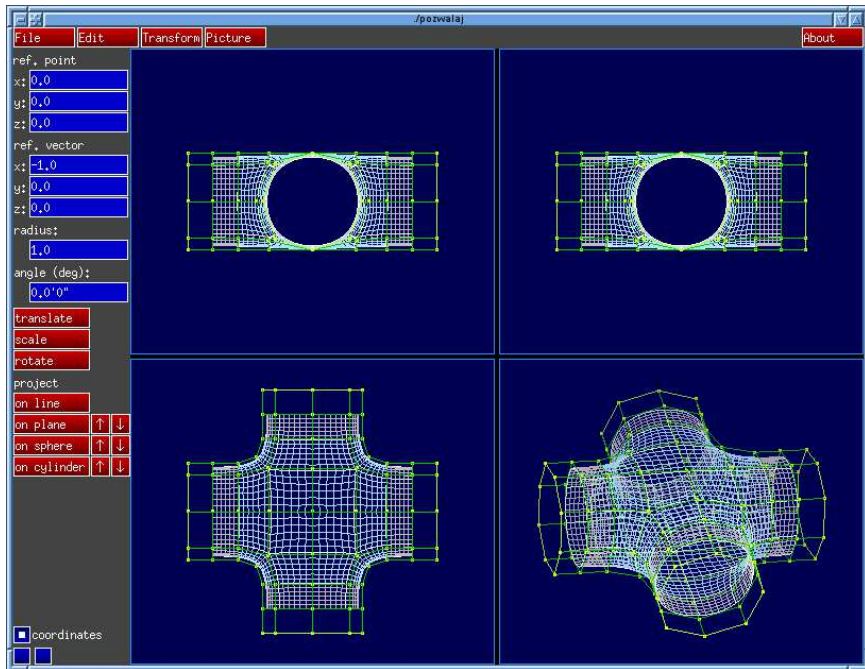 ./pozwalaj
File Edit Transform Picture About
ref. point
x: 0.0
y: 0.0
z: 0.0
ref. vector
x: -1.0
y: 0.0
z: 0.0
radius:
1.0
angle (deg):
0.0'0"
translate
scale
rotate
project
on line
on plane ↑ ↓
on sphere ↑ ↓
on cylinder ↑ ↓
coordinates